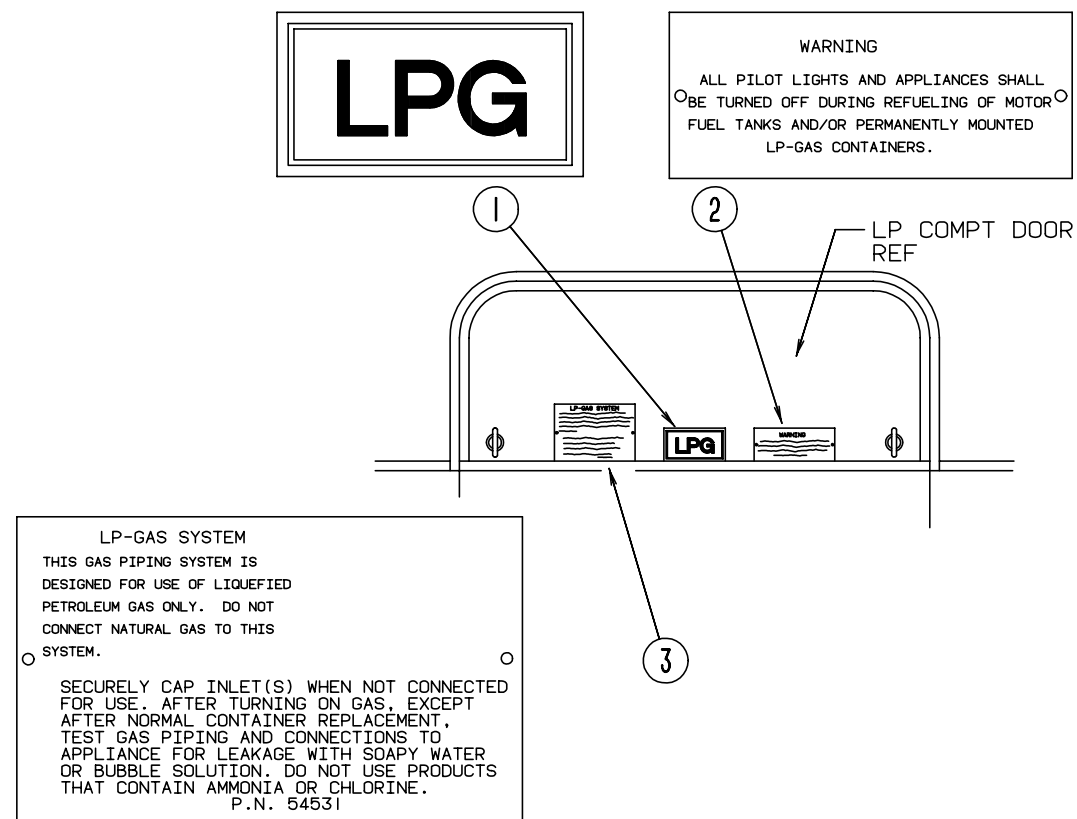 LPG
WARNING
ALL PILOT LIGHTS AND APPLIANCES SHALL
BE TURNED OFF DURING REFUELING OF MOTOR
FUEL TANKS AND/OR PERMANENTLY MOUNTED
LP-GAS CONTAINERS.
1
2
LP COMPT DOOR
REF
LP-GAS SYSTEM
LPG
WARNING
3
LP-GAS SYSTEM
THIS GAS PIPING SYSTEM IS
DESIGNED FOR USE OF LIQUEFIED
PETROLEUM GAS ONLY. DO NOT
CONNECT NATURAL GAS TO THIS
SYSTEM.
SECURELY CAP INLET(S) WHEN NOT CONNECTED
FOR USE. AFTER TURNING ON GAS, EXCEPT
AFTER NORMAL CONTAINER REPLACEMENT,
TEST GAS PIPING AND CONNECTIONS TO
APPLIANCE FOR LEAKAGE WITH SOAPY WATER
OR BUBBLE SOLUTION. DO NOT USE PRODUCTS
THAT CONTAIN AMMONIA OR CHLORINE.
P.N. 54531